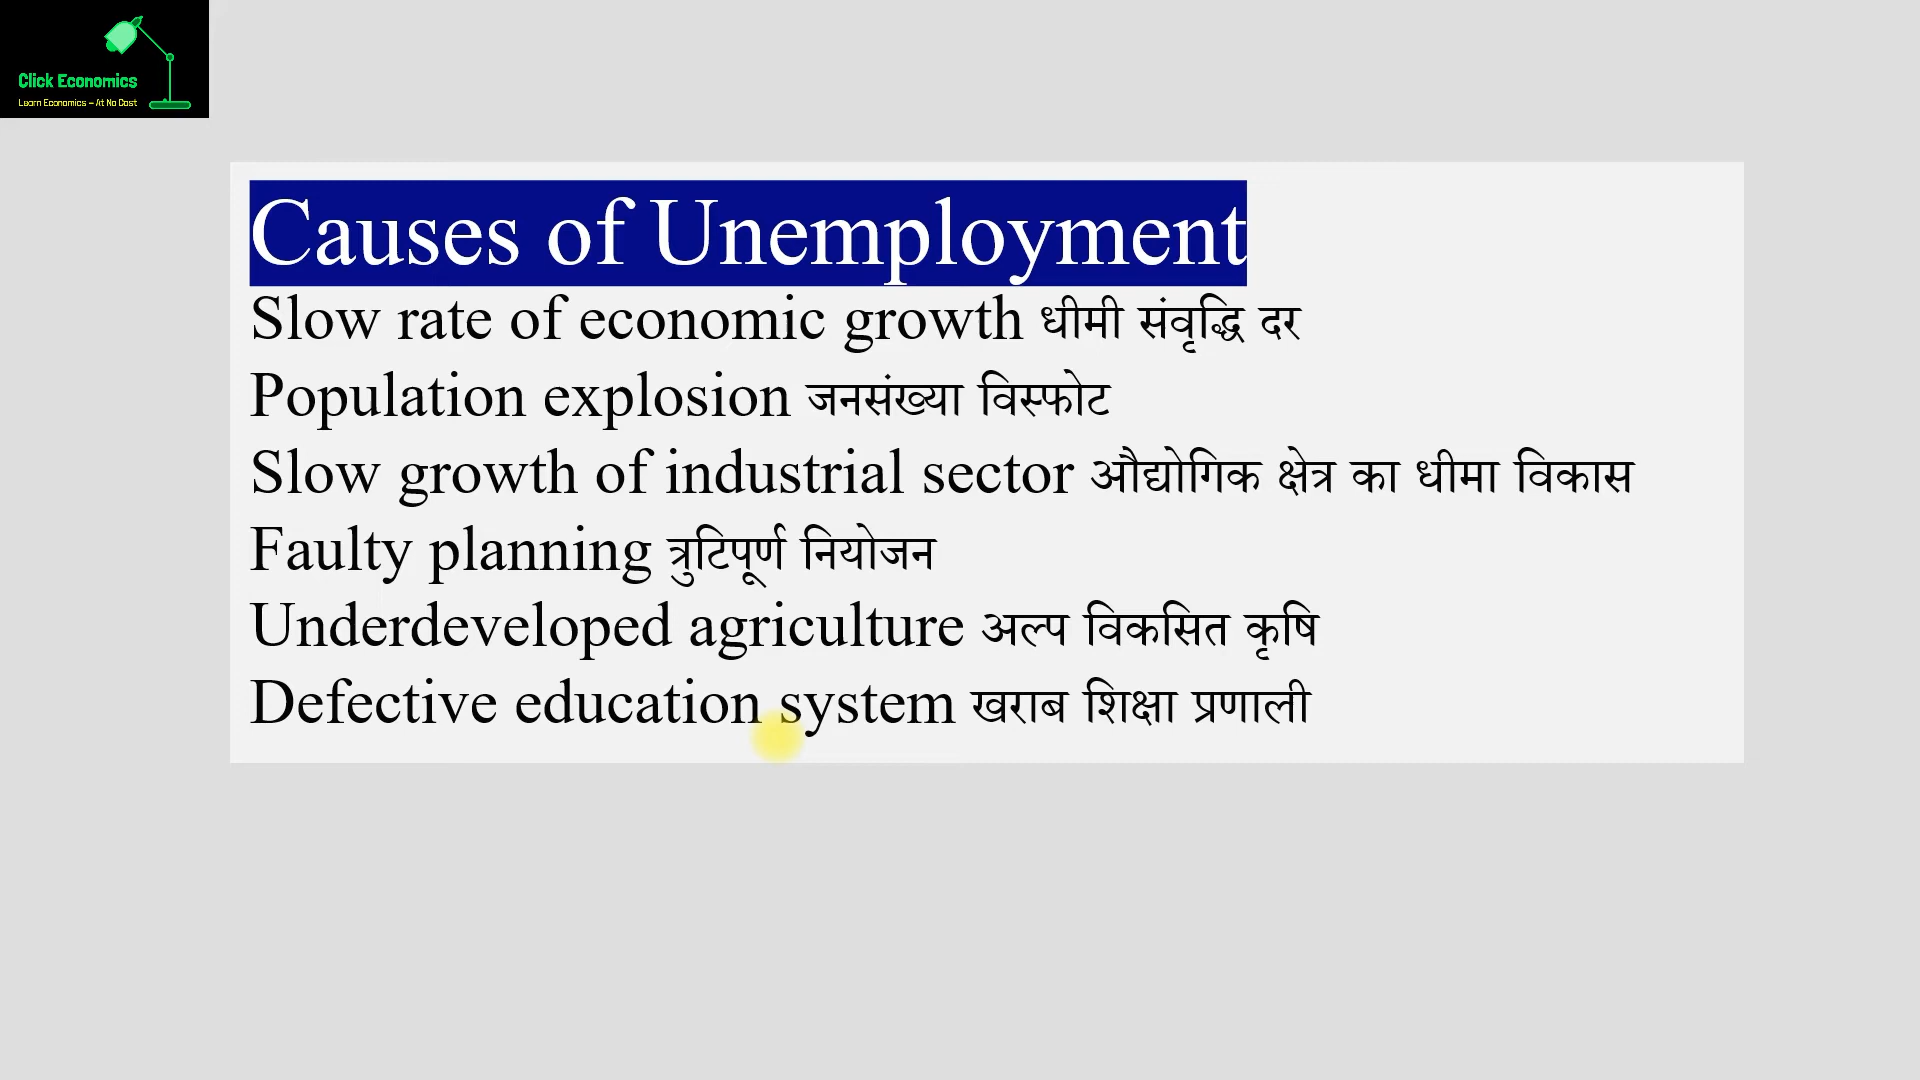 Click Economics
Learn Economics – At No Cost
Causes of Unemployment
Slow rate of economic growth धीमी संवृद्धि दर
Population explosion जनसंख्या विस्फोट
Slow growth of industrial sector औद्योगिक क्षेत्र का धीमा विकास
Faulty planning त्रुटिपूर्ण नियोजन
Underdeveloped agriculture अल्प विकसित कृषि
Defective education system खराब शिक्षा प्रणाली